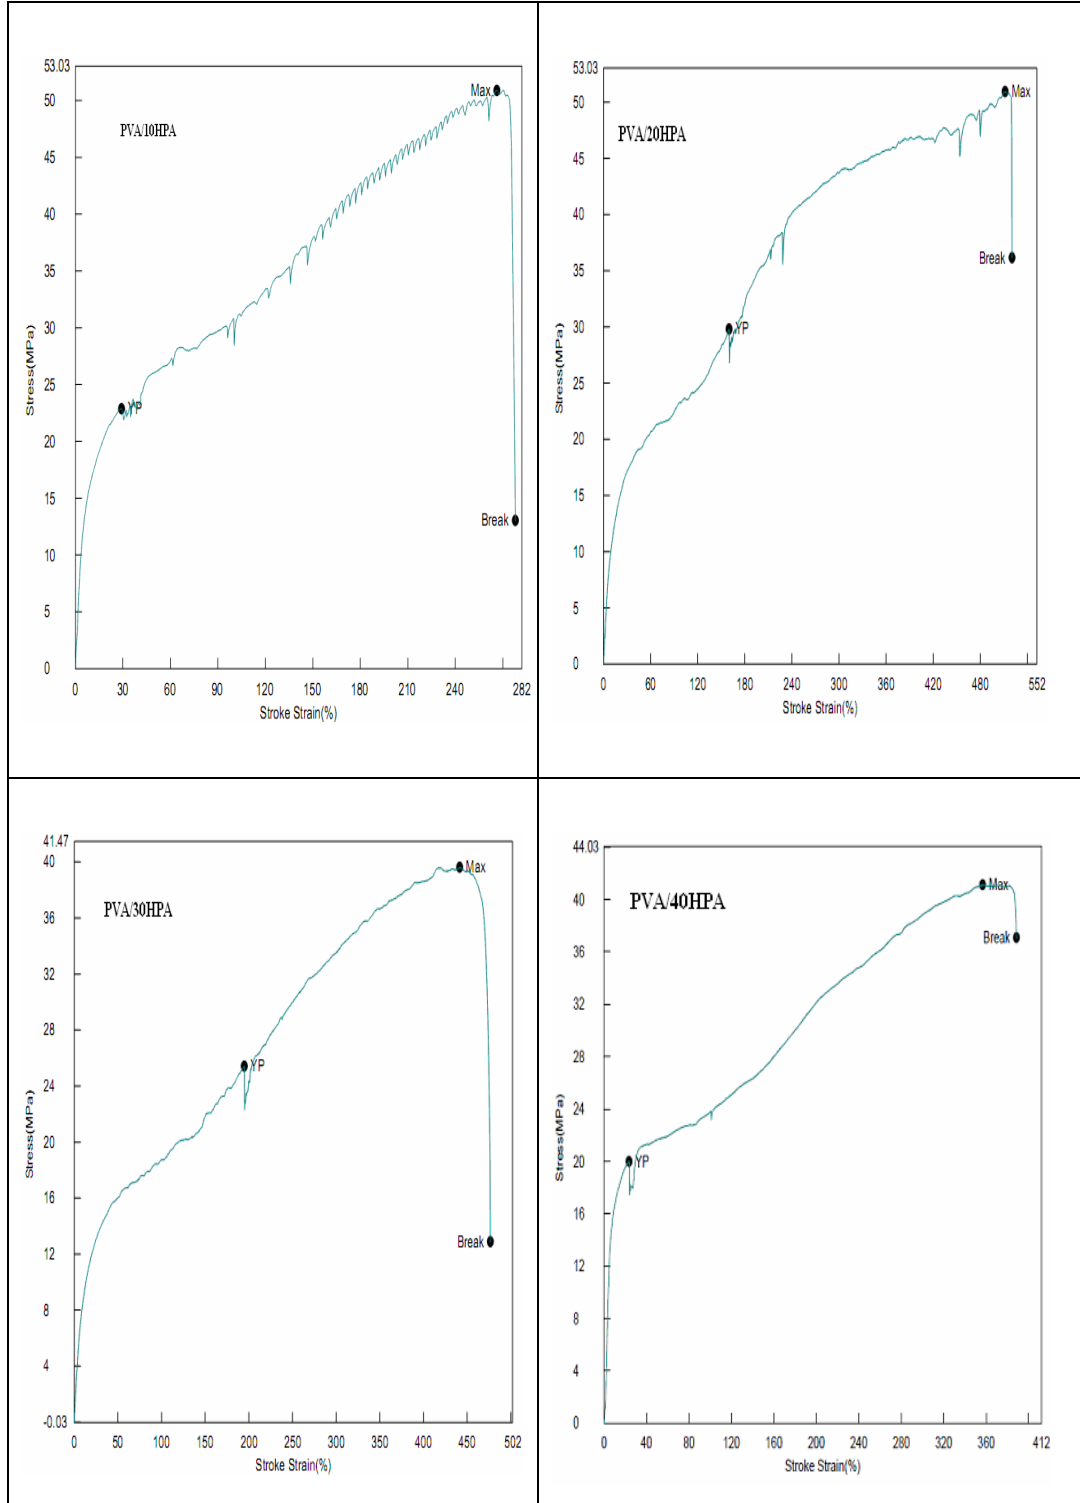 53.03
50
45
40
35
30
25
20
15
10
5
0
Stress(MPa)
PVA/10HPA
Max
YP
Break
0 30 60 90 120 150 180 210 240 282
Stroke Strain(%)
53.03
50
45
40
35
30
25
20
15
10
5
0
Stress(MPa)
PVA/20HPA
Max
YP
Break
0 60 120 180 240 300 360 420 480 552
Stroke Strain(%)
41.47
40
36
32
28
24
20
16
12
8
4
-0.03
Stress(MPa)
PVA/30HPA
Max
YP
Break
0 50 100 150 200 250 300 350 400 450 502
Stroke Strain(%)
44.03
40
36
32
28
24
20
16
12
8
4
0
Stress(MPa)
PVA/40HPA
Max
YP
Break
0 40 80 120 160 200 240 280 320 360 412
Stroke Strain(%)